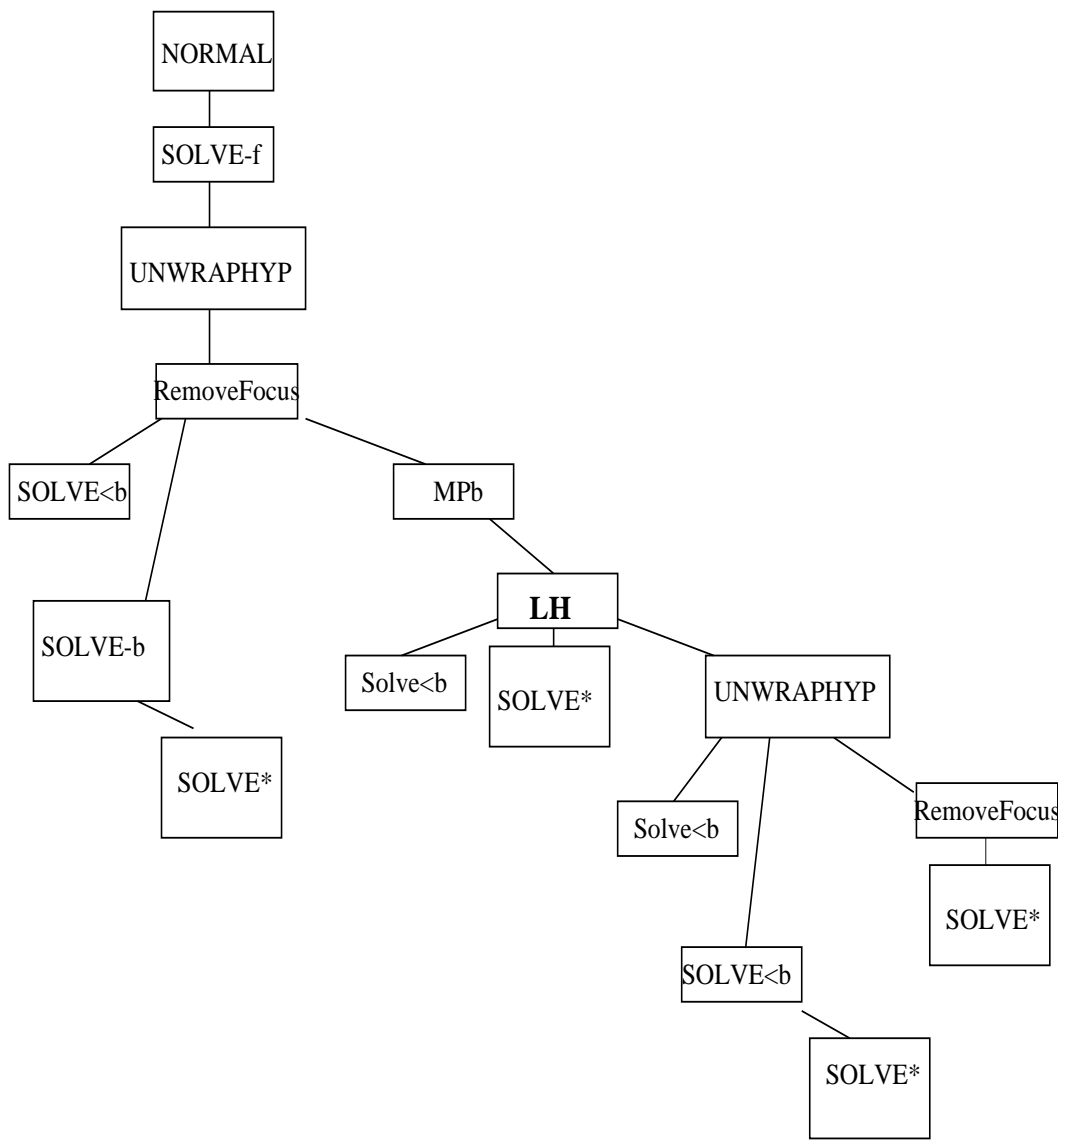 NORMAL
SOLVE-f
UNWRAPHYP
RemoveFocus
SOLVE<b
MPb
LH
SOLVE-b
Solve<b
SOLVE*
UNWRAPHYP
SOLVE*
Solve<b
RemoveFocus
SOLVE*
SOLVE<b
SOLVE*